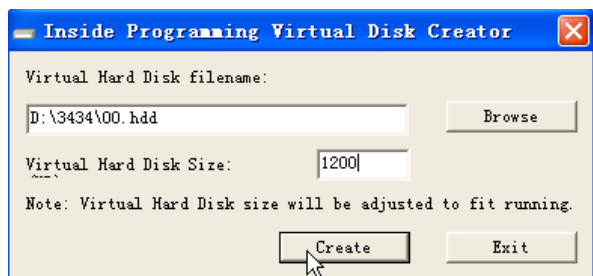 Inside Programming Virtual Disk Creator
Virtual Hard Disk filename:
D:\3434\00.hdd
Browse
Virtual Hard Disk Size:
1200
Note: Virtual Hard Disk size will be adjusted to fit running.
Create
Exit